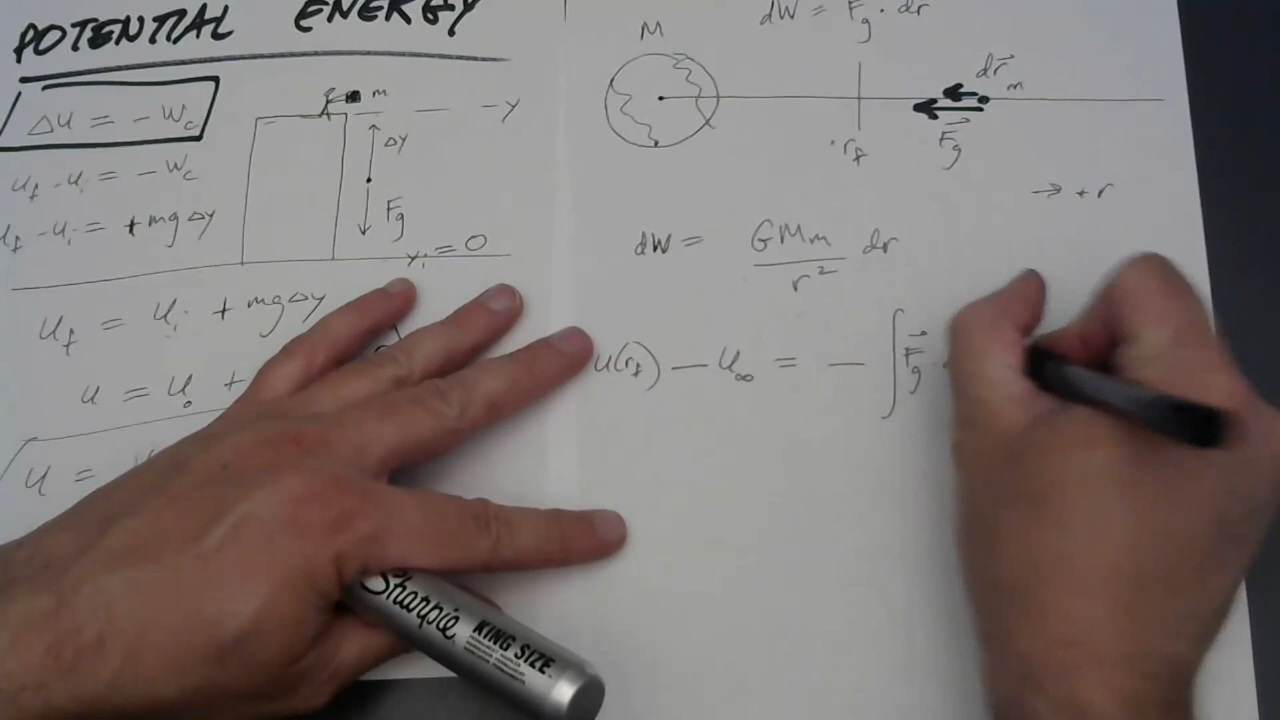 POTENTIAL ENERGY
ΔU = -Wc
m
-Y
ΔY
Uf - Ui = -Wc
Uf - Ui = +mgΔy
Fg
Yi = 0
Uf = Ui + mgΔy
U = U0 +
U =
dW = Fg · dr
M
dr
m
rf
Fg
→ +r
dW = GMm/r² dr
U(rf) - U∞ = - ∫ Fg
Sharpie
KING SIZE